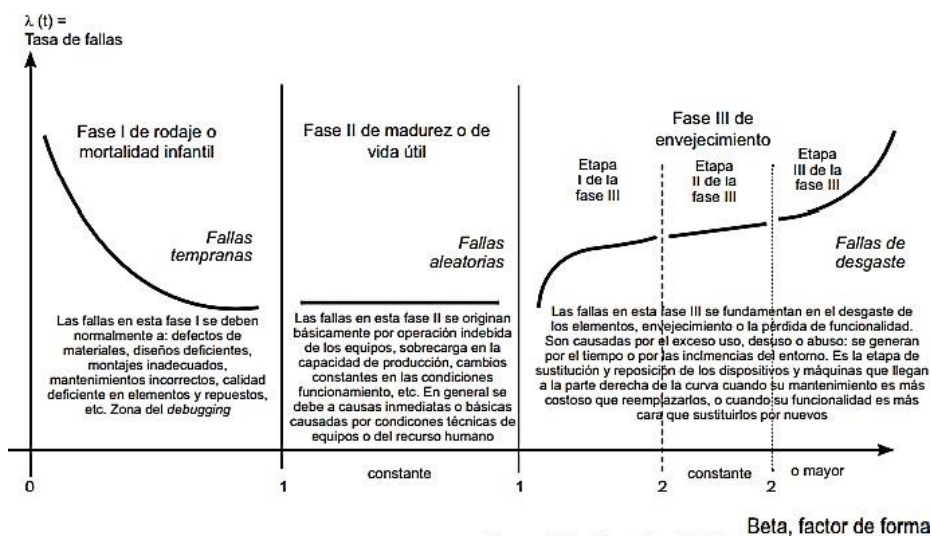 λ (t) =
Tasa de fallas
Fase I de rodaje o
mortalidad infantil
Fallas
tempranas
Las fallas en esta fase I se deben
normalmente a: defectos de
materiales, diseños deficientes,
montajes inadecuados,
mantenimientos incorrectos, calidad
deficiente en elementos y repuestos,
etc. Zona del debugging
Fase II de madurez o de
vida útil
Fallas
aleatorias
Las fallas en esta fase II se originan
básicamente por operación indebida
de los equipos, sobrecarga en la
capacidad de producción, cambios
constantes en las condiciones
funcionamiento, etc. En general se
debe a causas inmediatas o básicas
causadas por condicones técnicas de
equipos o del recurso humano
Fase III de
envejecimiento
Etapa
I de la
fase III
Etapa
II de la
fase III
Etapa
III de la
fase III
Fallas de
desgaste
Las fallas en esta fase III se fundamentan en el desgaste de
los elementos, envejecimiento o la pérdida de funcionalidad.
Son causadas por el exceso uso, desuso o abuso: se generan
por el tiempo o por las inclmencias del entorno. Es la etapa de
sustitución y reposición de los dispositivos y máquinas que llegan
a la parte derecha de la curva cuando su mantenimiento es más
costoso que reemplazarlos, o cuando su funcionalidad es más
cara que sustituirlos por nuevos
constante
constante
o mayor
0
1
1
2
2
Beta, factor de forma